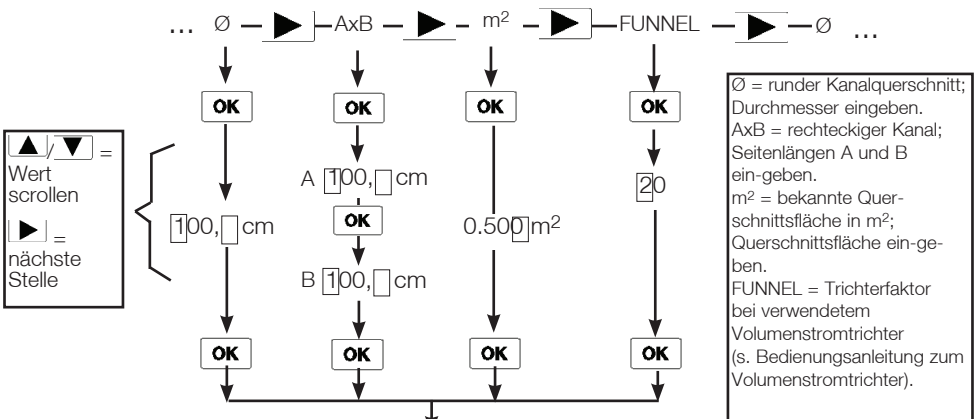 ... Ø AxB m² FUNNEL Ø ...
OK OK OK OK
/ =
Wert
scrollen
=
nächste
Stelle
100, cm
A 100, cm
OK
B 100, cm
0.500 m²
20
OK OK OK OK
Ø = runder Kanalquerschnitt;
Durchmesser eingeben.
AxB = rechteckiger Kanal;
Seitenlängen A und B
ein-geben.
m² = bekannte Quer-
schnittsfläche in m²;
Querschnittsfläche ein-ge-
ben.
FUNNEL = Trichterfaktor
bei verwendetem
Volumenstromtrichter
(s. Bedienungsanleitung zum
Volumenstromtrichter).